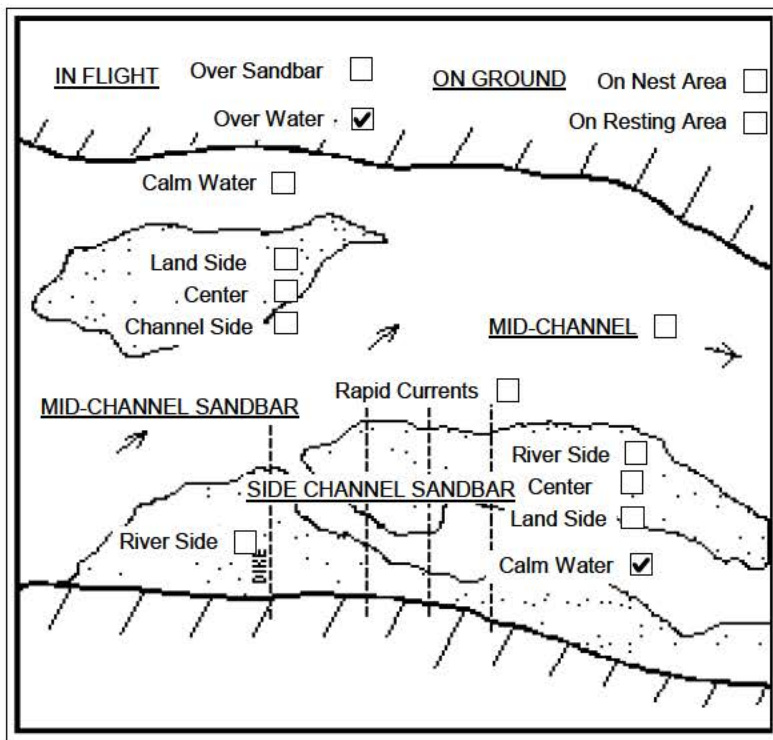 IN FLIGHT Over Sandbar ON GROUND On Nest Area
Over Water On Resting Area
Calm Water
Land Side
Center
Channel Side
MID-CHANNEL
Rapid Currents
MID-CHANNEL SANDBAR
River Side
SIDE CHANNEL SANDBAR Center
Land Side
River Side
DIKE
Calm Water